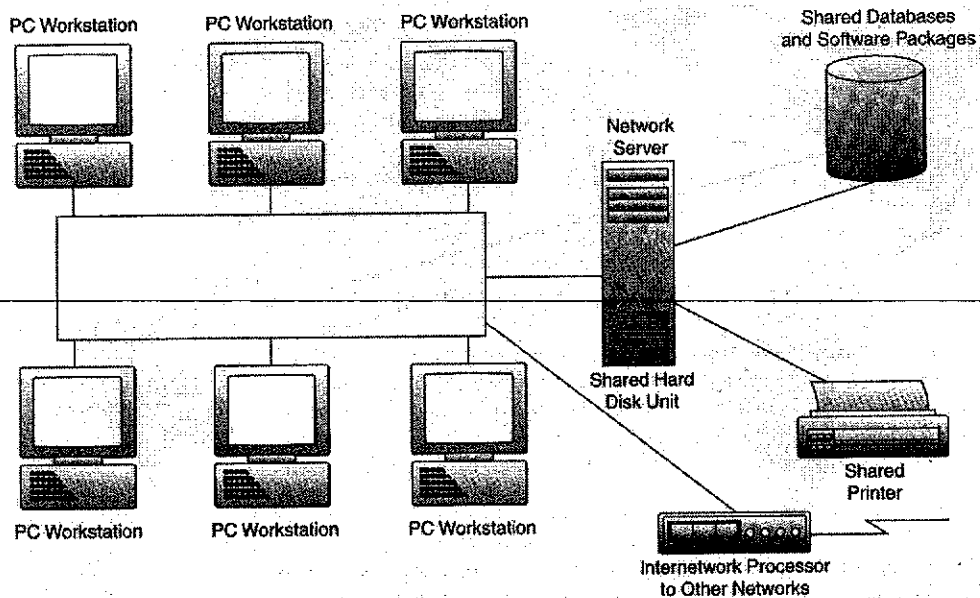 PC Workstation
PC Workstation
PC Workstation
Shared Databases
and Software Packages
Network
Server
Shared Hard
Disk Unit
Shared
Printer
PC Workstation
PC Workstation
PC Workstation
Internetwork Processor
to Other Networks